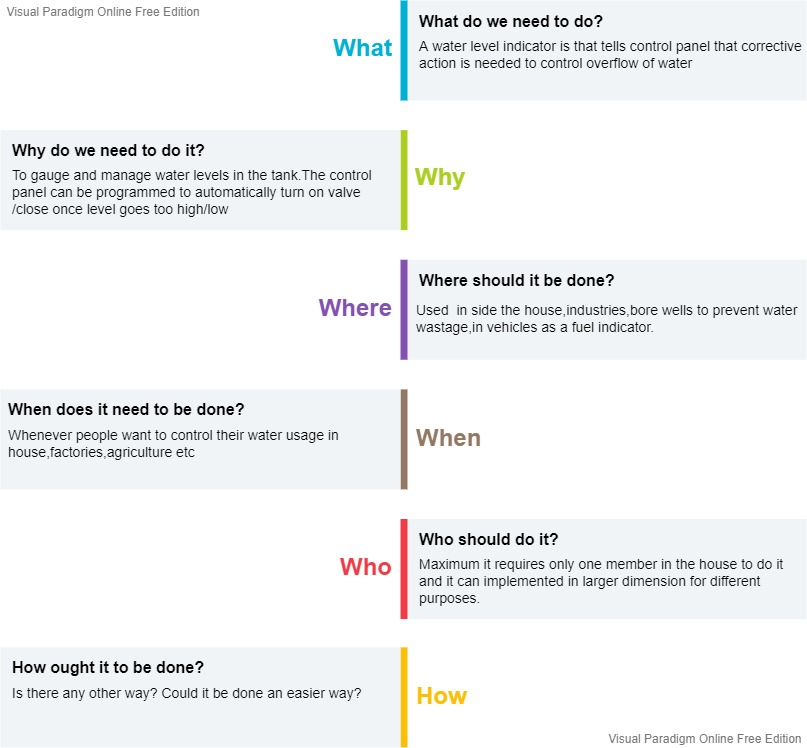 Visual Paradigm Online Free Edition
What
What do we need to do?
A water level indicator is that tells control panel that corrective
action is needed to control overflow of water
Why do we need to do it?
To gauge and manage water levels in the tank.The control
panel can be programmed to automatically turn on valve
/close once level goes too high/low
Why
Where
Where should it be done?
Used  in side the house,industries,bore wells to prevent water
wastage,in vehicles as a fuel indicator.
When does it need to be done?
Whenever people want to control their water usage in
house,factories,agriculture etc
When
Who
Who should do it?
Maximum it requires only one member in the house to do it
and it can implemented in larger dimension for different
purposes.
How ought it to be done?
Is there any other way? Could it be done an easier way?
How
Visual Paradigm Online Free Edition